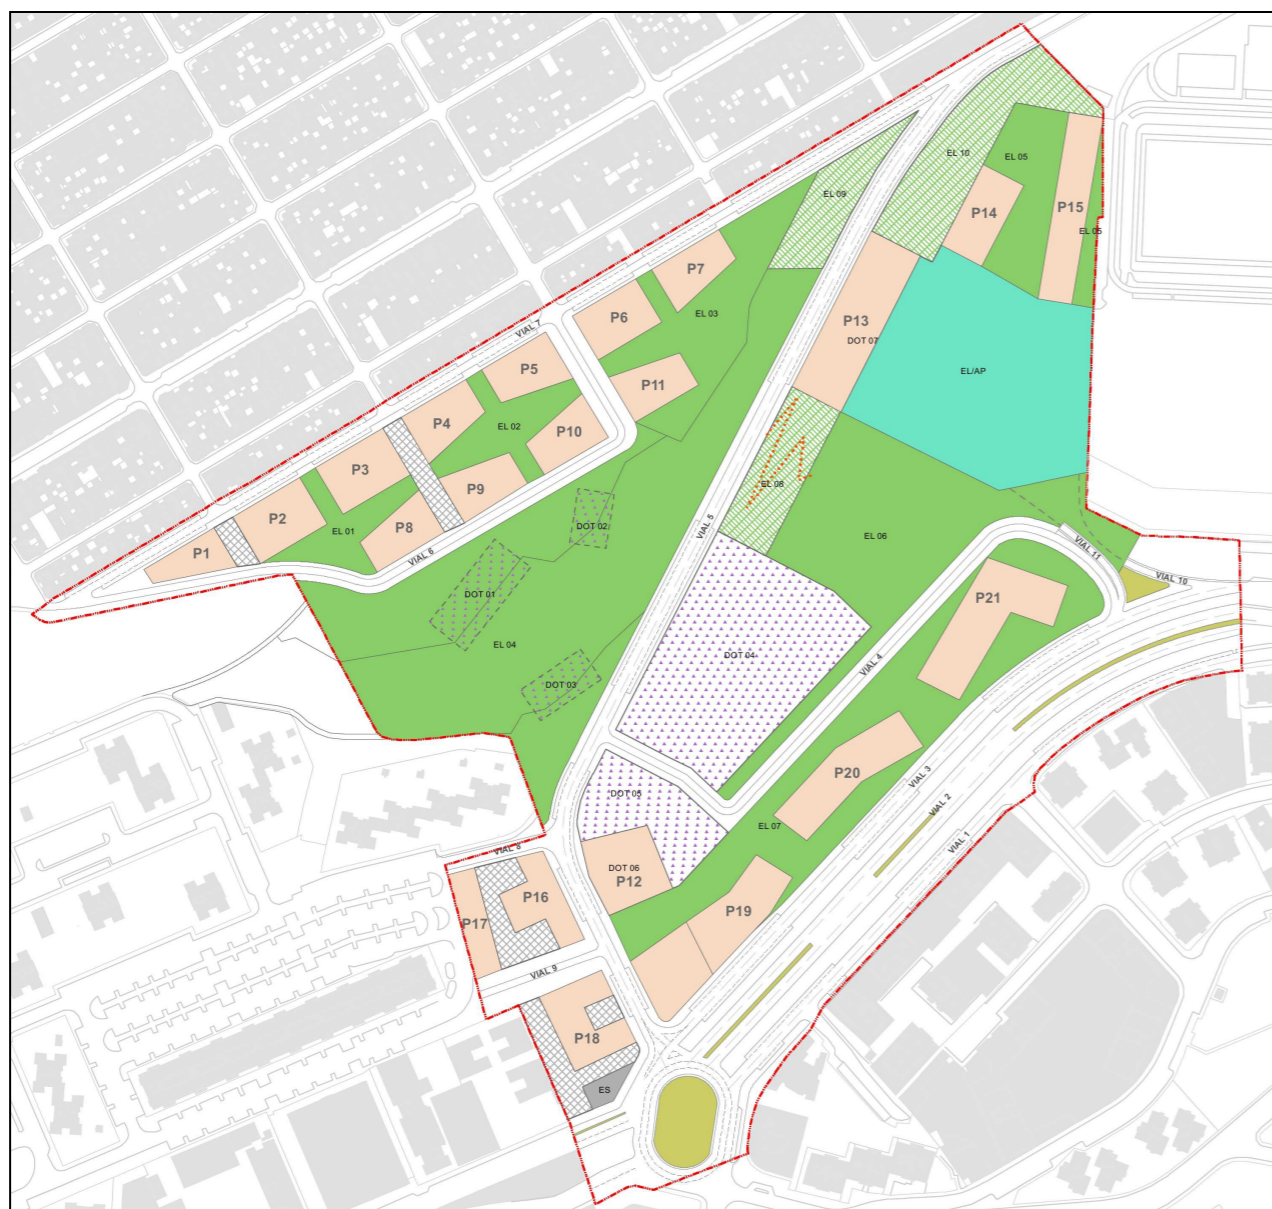 EL 10
EL 05
EL 09
P15
P14
EL 05
P7
EL 03
P6
P13
VIAL 7
DOT 07
P5
EL/AP
P11
P4
EL 02
P10
P3
P9
EL 08
P2
P8
DOT 02
VIAL 5
EL 01
EL 06
P1
VIAL 6
VIAL 11
VIAL 10
DOT 01
P21
EL 04
DOT 04
VIAL 4
DOT 03
P20
VIAL 3
DOT 05
VIAL 2
EL 07
VIAL 1
VIAL 8
DOT 06
P12
P16
P17
P19
VIAL 9
P18
ES